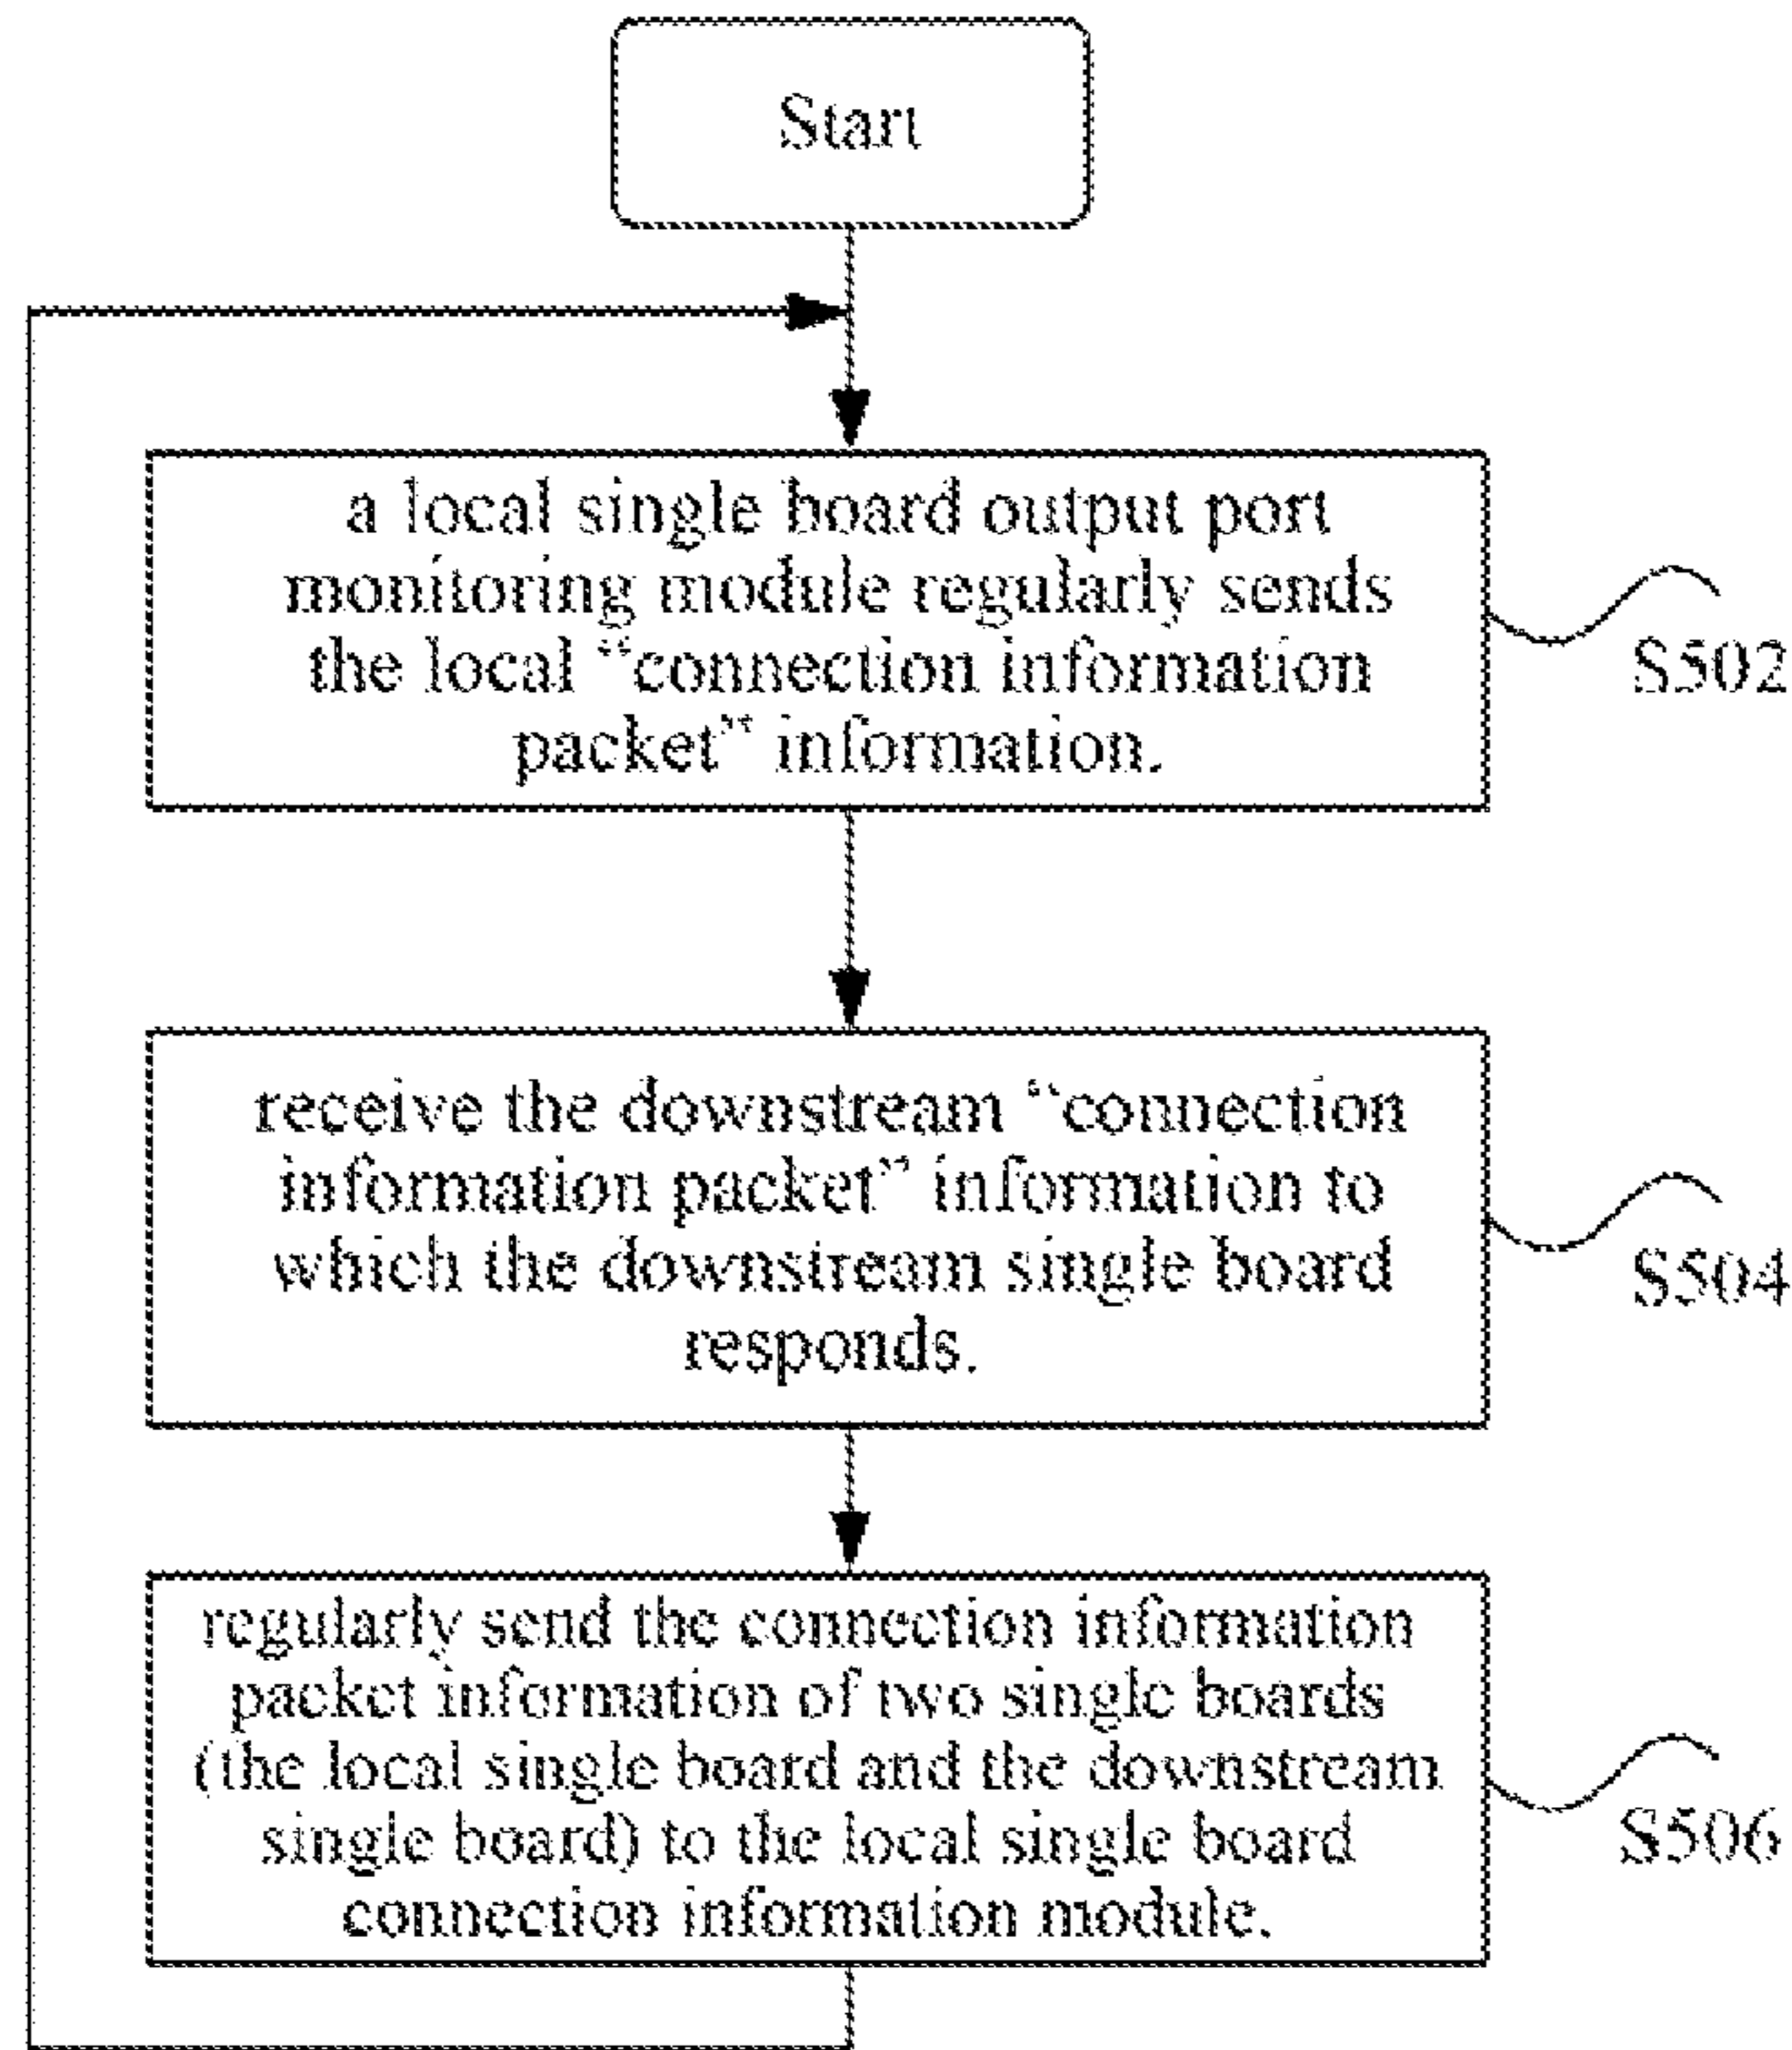 Start
a local single board output port
monitoring module regularly sends
the local “connection information
packet” information.
S502
receive the downstream “connection
information packet” information to
which the downstream single board
responds.
S504
regularly send the connection information
packet information of two single boards
(the local single board and the downstream
single board) to the local single board
connection information module.
S506